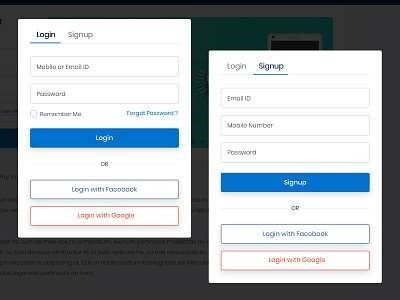 Login Signup
Mobile or Email ID
Password
Remember Me Forgot Password ?
Login
OR
Login with Facebook
Login with Google
Login Signup
Email ID
Mobile Number
Password
Signup
OR
Login with Facebook
Login with Google